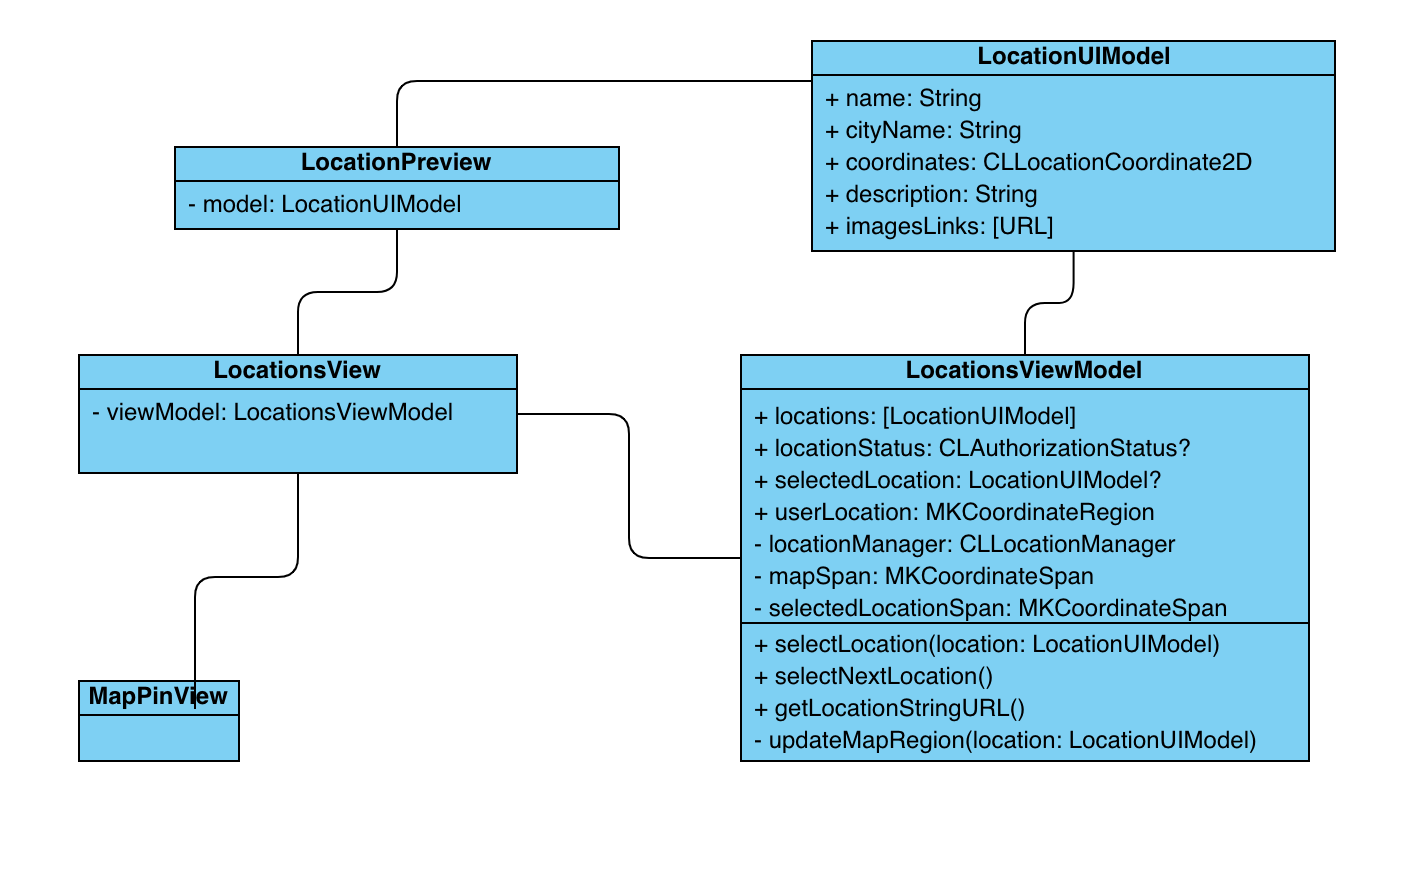 LocationUIModel
+ name: String
+ cityName: String
+ coordinates: CLLocationCoordinate2D
+ description: String
+ imagesLinks: [URL]
LocationPreview
- model: LocationUIModel
LocationsView
- viewModel: LocationsViewModel
LocationsViewModel
+ locations: [LocationUIModel]
+ locationStatus: CLAuthorizationStatus?
+ selectedLocation: LocationUIModel?
+ userLocation: MKCoordinateRegion
- locationManager: CLLocationManager
- mapSpan: MKCoordinateSpan
- selectedLocationSpan: MKCoordinateSpan
+ selectLocation(location: LocationUIModel)
+ selectNextLocation()
+ getLocationStringURL()
- updateMapRegion(location: LocationUIModel)
MapPinView